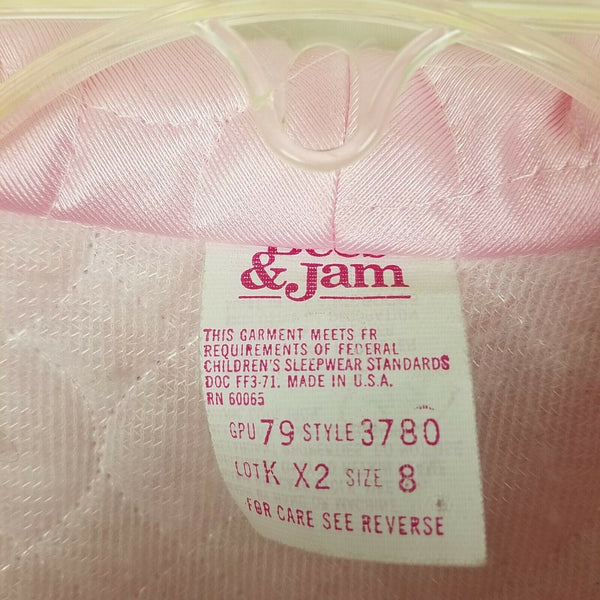 & Jam
THIS GARMENT MEETS FR
REQUIREMENTS OF FEDERAL
CHILDREN'S SLEEPWEAR STANDARDS
DOC FF3-71. MADE IN U.S.A.
RN 60065
GPU 79 STYLE 3780
LOT K X2 SIZE 8
FOR CARE SEE REVERSE